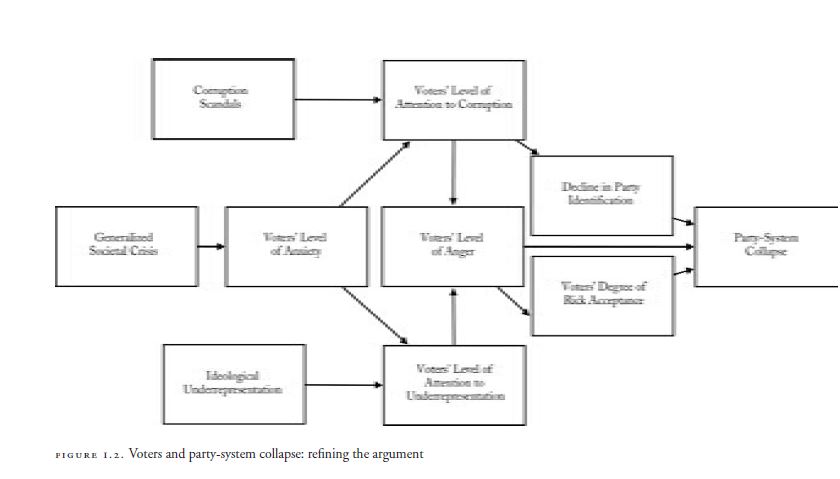 Corruption
Scandals
Voters' Level of
Attention to Corruption
Decline in Party
Identification
Generalized
Societal Crisis
Voters' Level
of Anxiety
Voters' Level
of Anger
Party-System
Collapse
Voters' Degree of
Risk Acceptance
Ideological
Underrepresentation
Voters' Level of
Attention to
Underrepresentation
FIGURE 1.2. Voters and party-system collapse: refining the argument